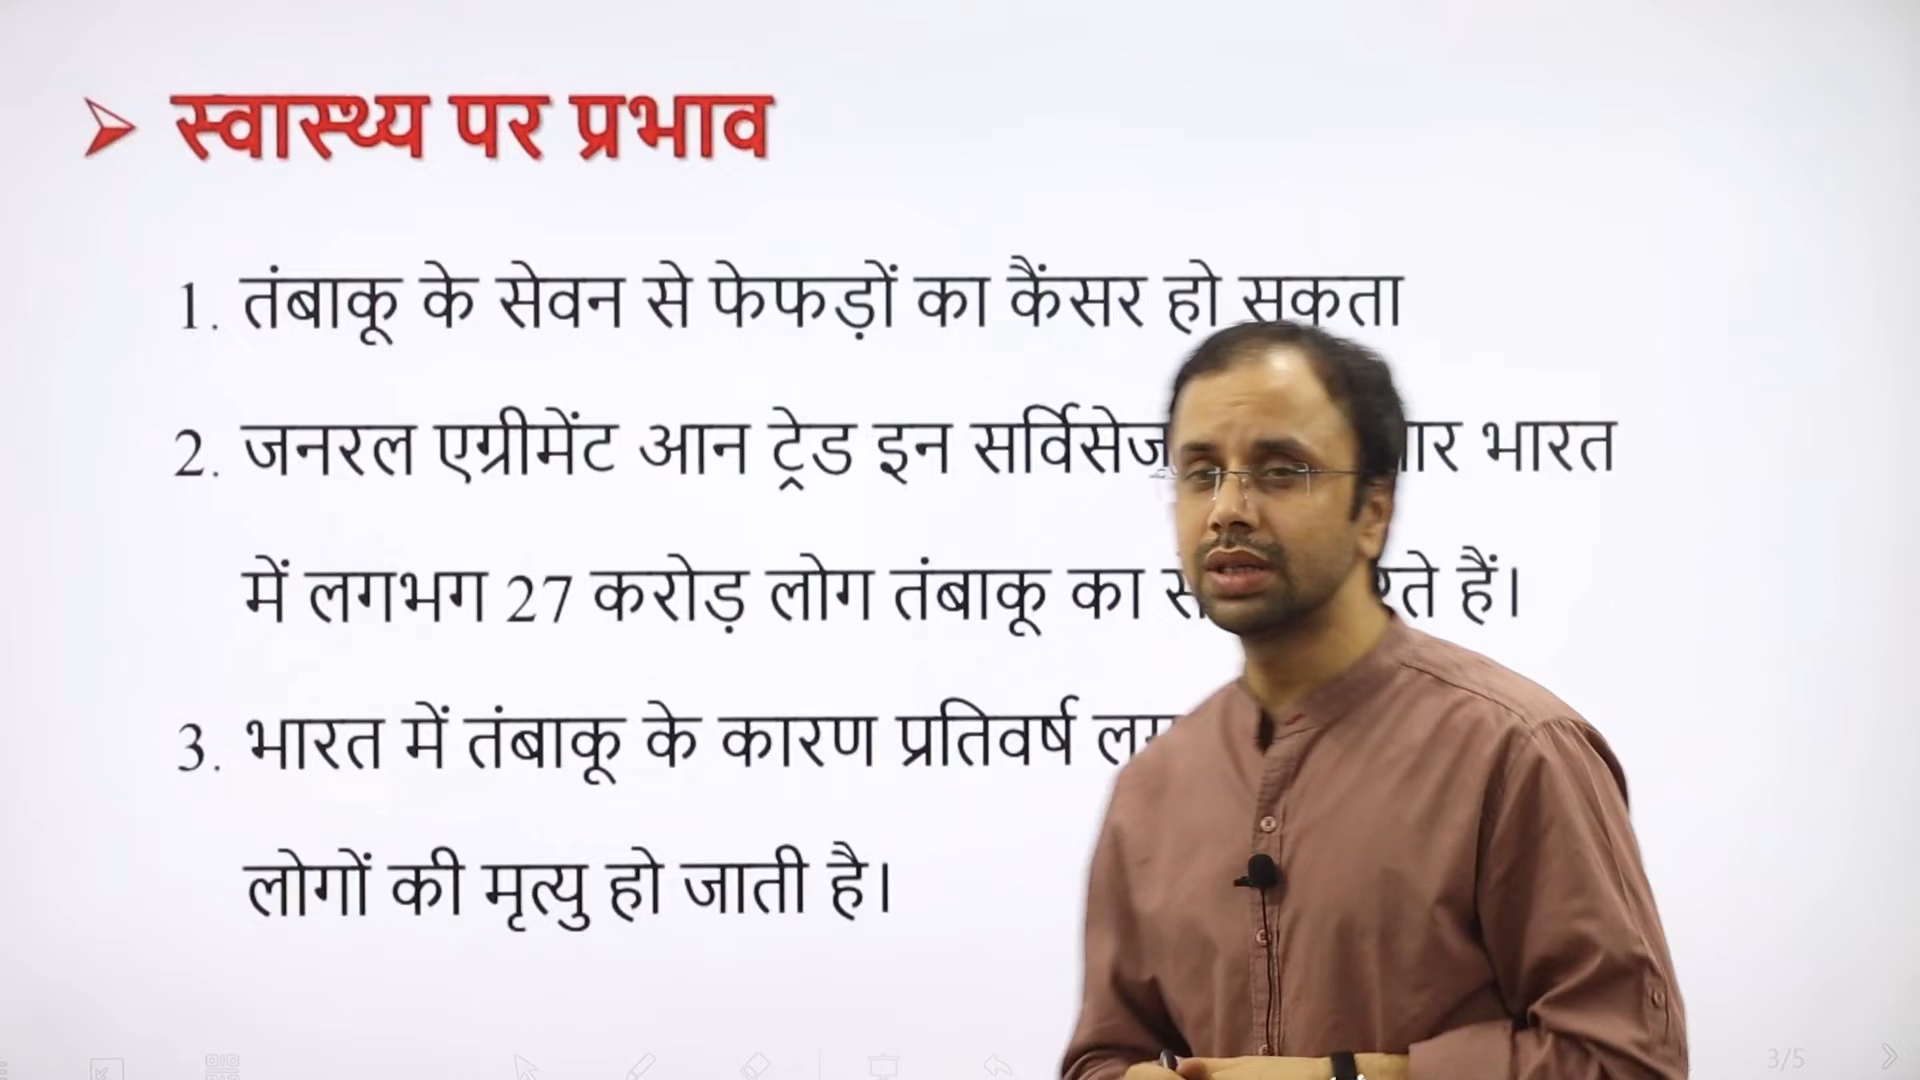 स्वास्थ्य पर प्रभाव
1. तंबाकू के सेवन से फेफड़ों का कैंसर हो सकता
2. जनरल एग्रीमेंट आन ट्रेड इन भारत
में लगभग 27 करोड़ लोग तंबाकू का हैं।
3. भारत में तंबाकू के कारण प्रतिवर्ष
लोगों की मृत्यु हो जाती है।
3/5